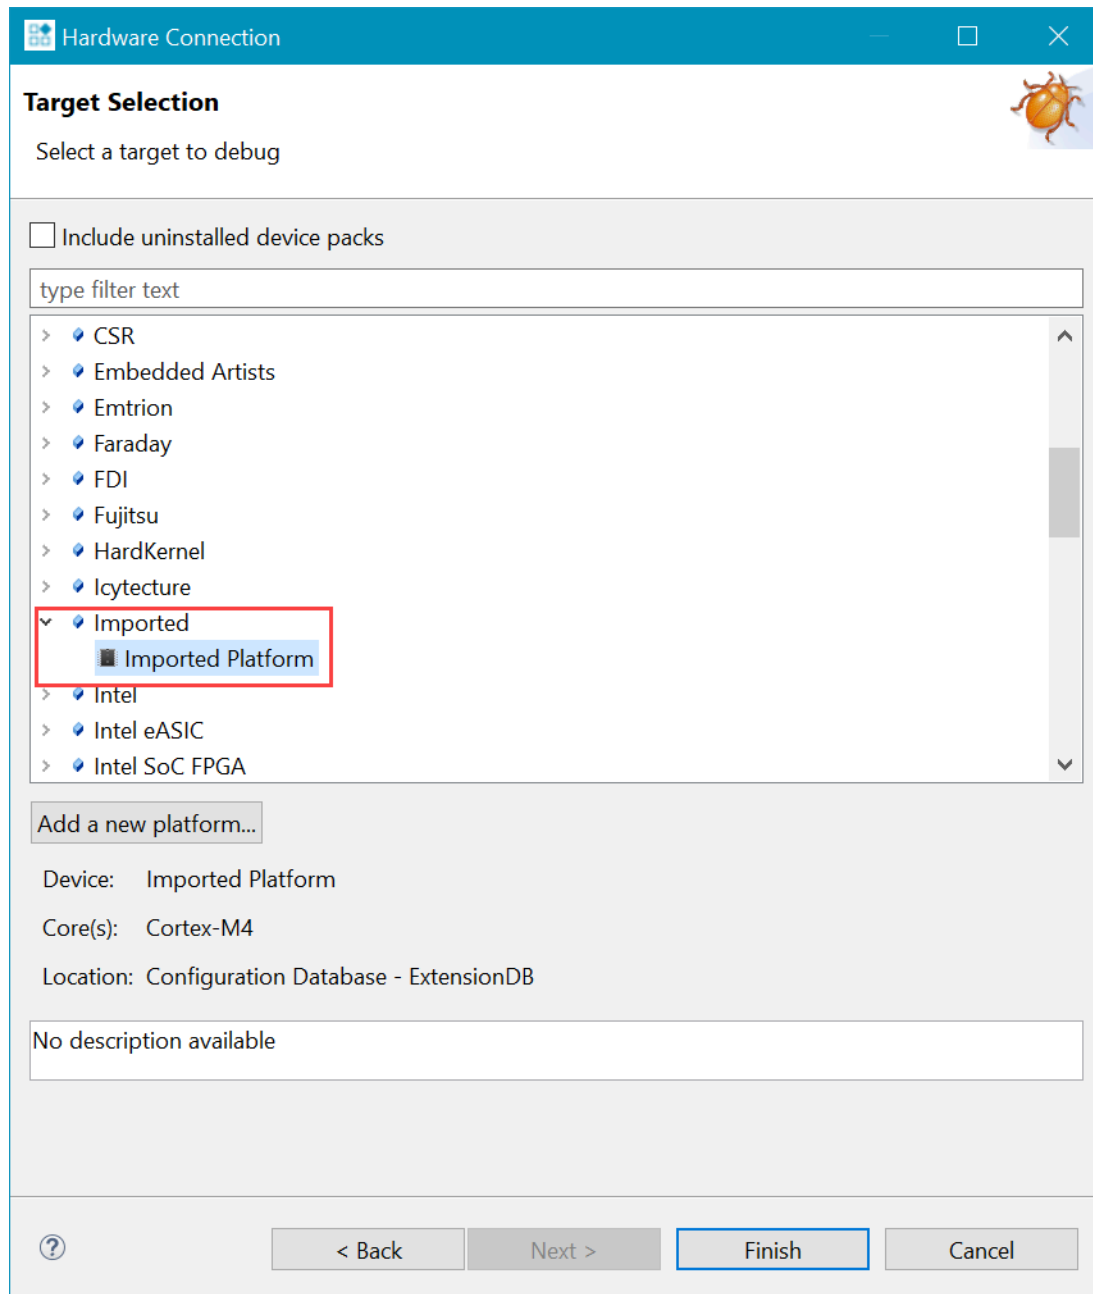 Hardware Connection
Target Selection
Select a target to debug
Include uninstalled device packs
type filter text
CSR
Embedded Artists
Emtrion
Faraday
FDI
Fujitsu
HardKernel
Icytecture
Imported
Imported Platform
Intel
Intel eASIC
Intel SoC FPGA
Add a new platform...
Device: Imported Platform
Core(s): Cortex-M4
Location: Configuration Database - ExtensionDB
No description available
? < Back Next > Finish Cancel